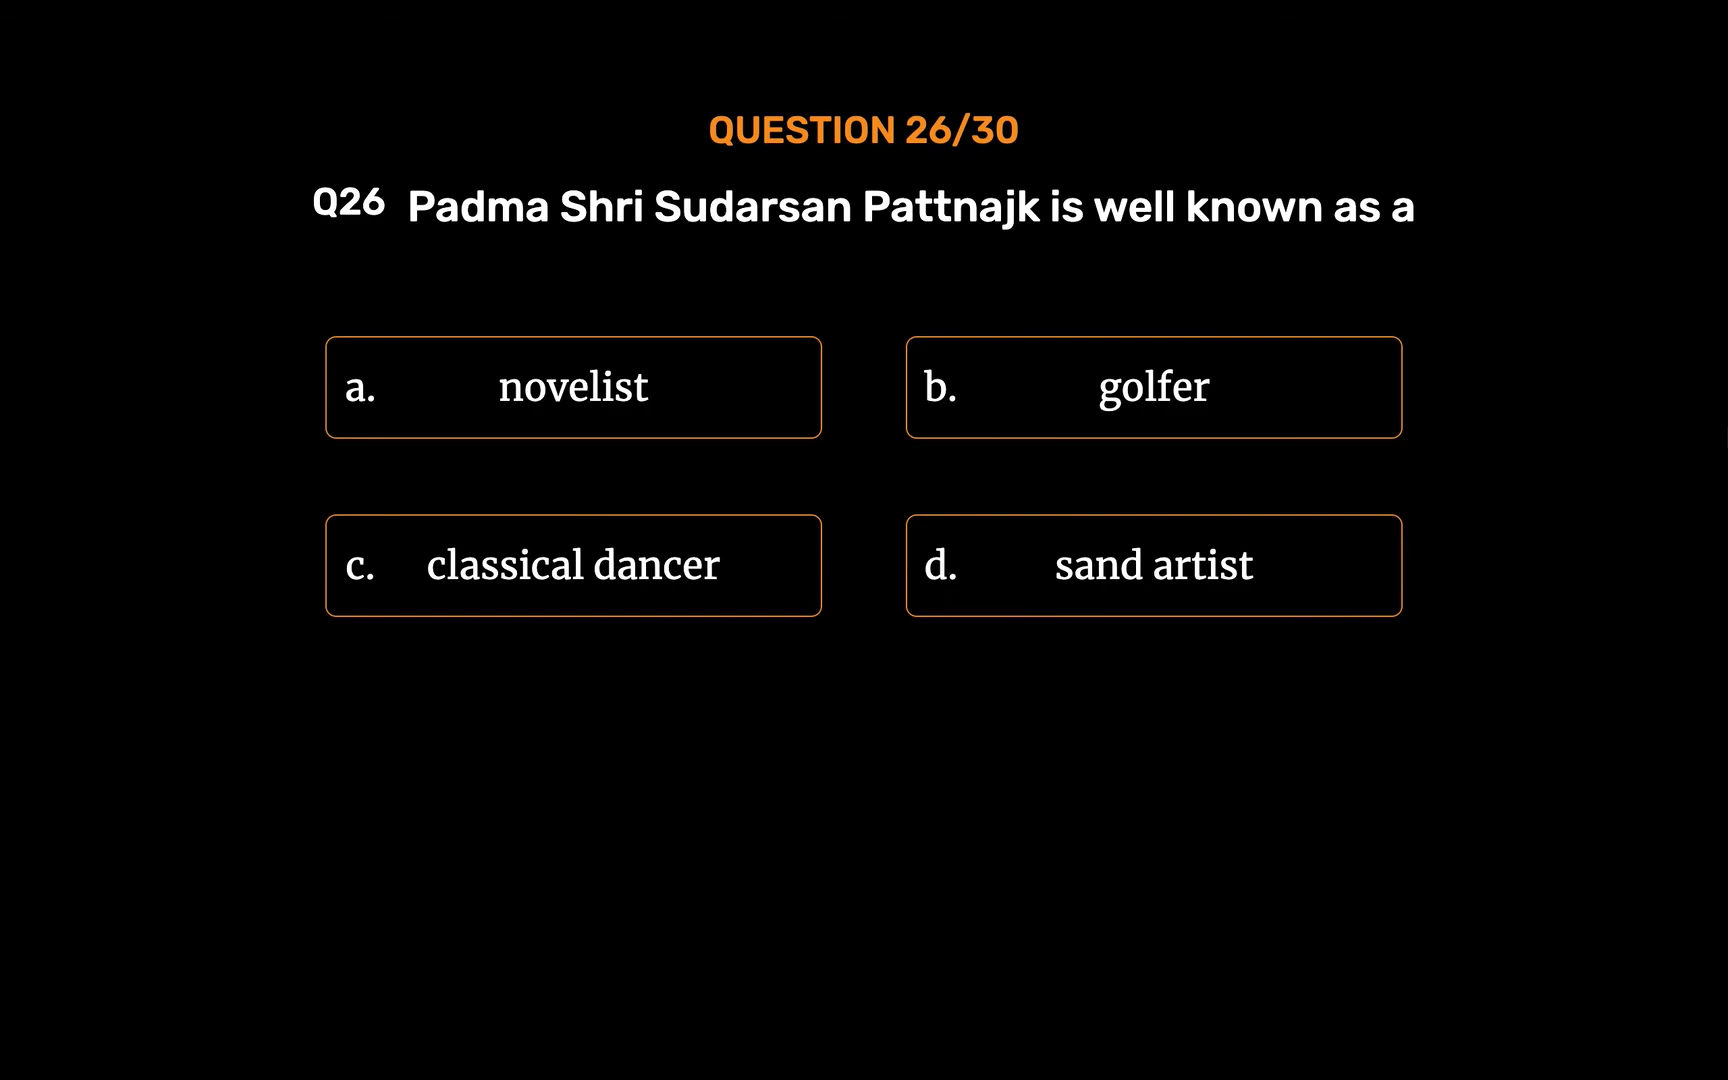 QUESTION 26/30
Q26 Padma Shri Sudarsan Pattnajk is well known as a
a. novelist
b. golfer
c. classical dancer
d. sand artist